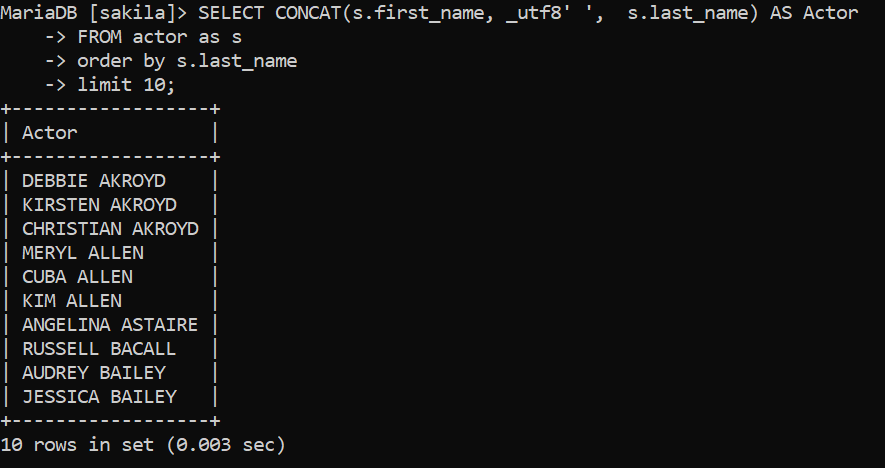 MariaDB [sakila]> SELECT CONCAT(s.first_name, _utf8' ',  s.last_name) AS Actor
    -> FROM actor as s
    -> order by s.last_name
    -> limit 10;
+------------------+
| Actor            |
+------------------+
| DEBBIE AKROYD    |
| KIRSTEN AKROYD   |
| CHRISTIAN AKROYD |
| MERYL ALLEN      |
| CUBA ALLEN       |
| KIM ALLEN        |
| ANGELINA ASTAIRE |
| RUSSELL BACALL   |
| AUDREY BAILEY    |
| JESSICA BAILEY   |
+------------------+
10 rows in set (0.003 sec)